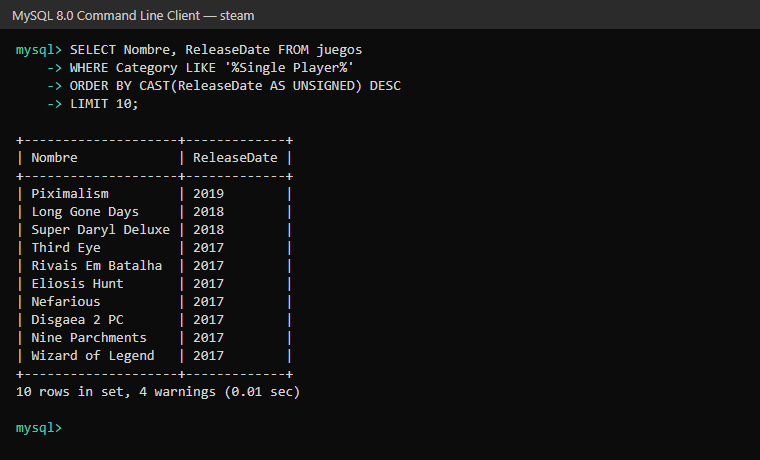 MySQL 8.0 Command Line Client — steam
mysql> SELECT Nombre, ReleaseDate FROM juegos
    -> WHERE Category LIKE '%Single Player%'
    -> ORDER BY CAST(ReleaseDate AS UNSIGNED) DESC
    -> LIMIT 10;

+--------------------+-------------+
| Nombre             | ReleaseDate |
+--------------------+-------------+
| Piximalism         | 2019        |
| Long Gone Days     | 2018        |
| Super Daryl Deluxe | 2018        |
| Third Eye          | 2017        |
| Rivais Em Batalha  | 2017        |
| Eliosis Hunt       | 2017        |
| Nefarious          | 2017        |
| Disgaea 2 PC       | 2017        |
| Nine Parchments    | 2017        |
| Wizard of Legend   | 2017        |
+--------------------+-------------+
10 rows in set, 4 warnings (0.01 sec)

mysql>